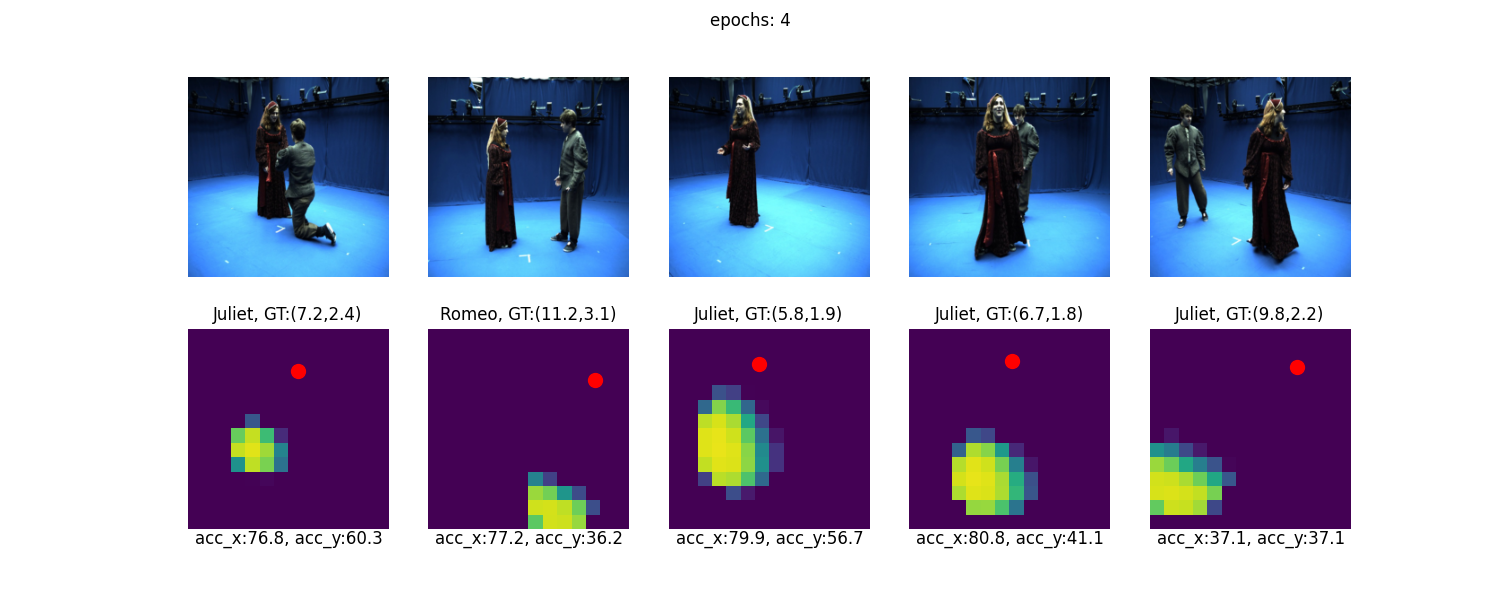 epochs: 4
Juliet, GT:(7.2,2.4)
Romeo, GT:(11.2,3.1)
Juliet, GT:(5.8,1.9)
Juliet, GT:(6.7,1.8)
Juliet, GT:(9.8,2.2)
acc_x:76.8, acc_y:60.3
acc_x:77.2, acc_y:36.2
acc_x:79.9, acc_y:56.7
acc_x:80.8, acc_y:41.1
acc_x:37.1, acc_y:37.1